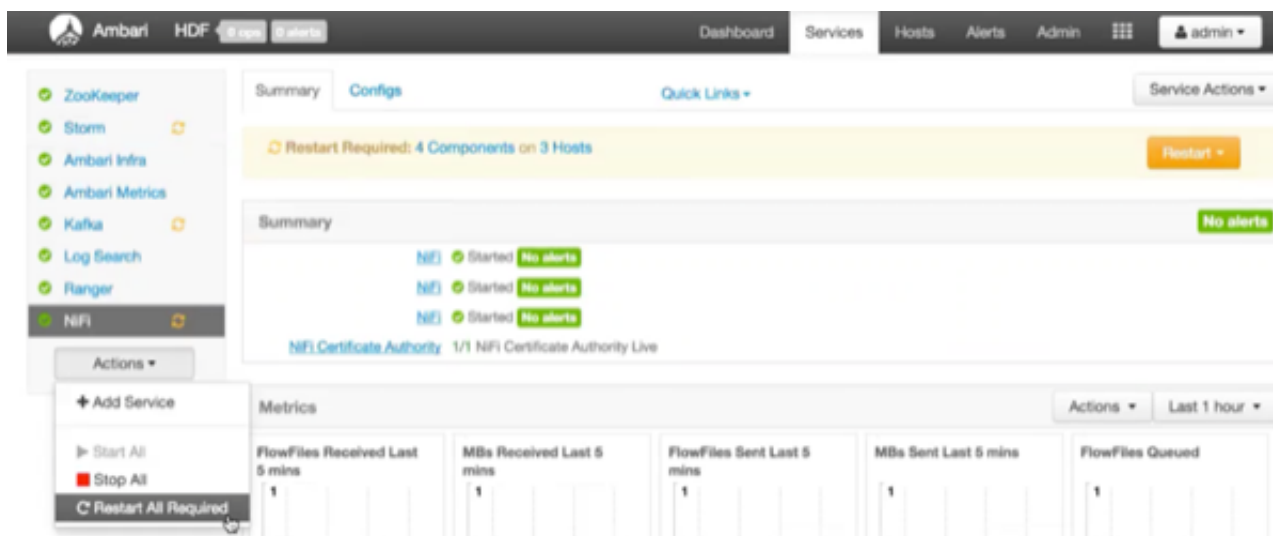 Ambari HDF 0 ops 0 alerts Dashboard Services Hosts Alerts Admin admin
ZooKeeper
Storm
Ambari Infra
Ambari Metrics
Kafka
Log Search
Ranger
NiFi
Actions
Add Service
Start All
Stop All
Restart All Required
Summary Configs Quick Links Service Actions
Restart Required: 4 Components on 3 Hosts Restart
Summary No alerts
NiFi Started No alerts
NiFi Started No alerts
NiFi Started No alerts
NiFi Certificate Authority 1/1 NiFi Certificate Authority Live
Metrics Actions Last 1 hour
FlowFiles Received Last
5 mins
1
MBs Received Last 5
mins
1
FlowFiles Sent Last 5
mins
1
MBs Sent Last 5 mins
1
FlowFiles Queued
1